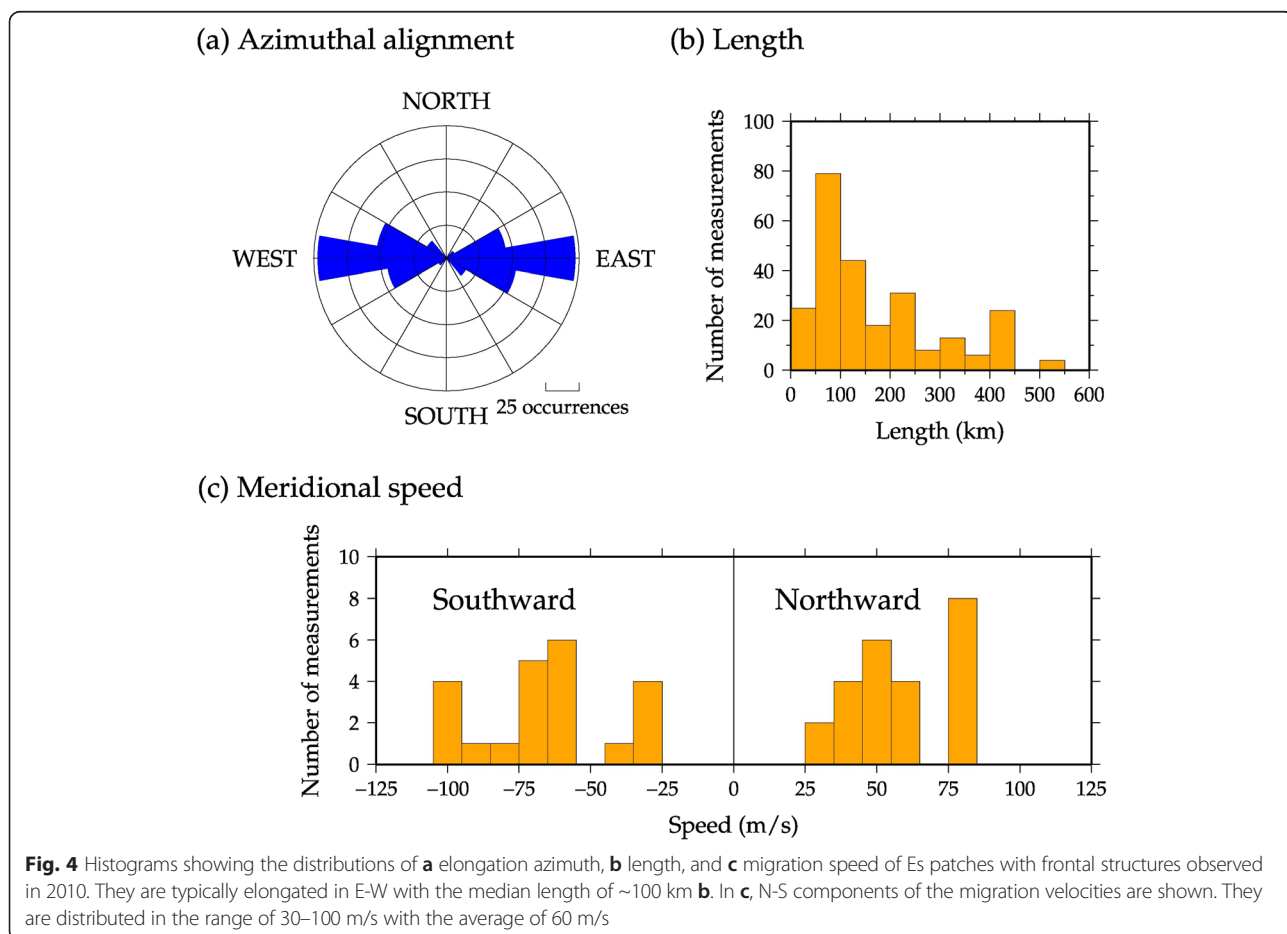 (a) Azimuthal alignment
NORTH
WEST
EAST
SOUTH
25 occurrences
(b) Length
Number of measurements
100
80
60
40
20
0
0 100 200 300 400 500 600
Length (km)
(c) Meridional speed
Number of measurements
10
8
6
4
2
0
Southward
Northward
−125 −100 −75 −50 −25 0 25 50 75 100 125
Speed (m/s)
Fig. 4 Histograms showing the distributions of a elongation azimuth, b length, and c migration speed of Es patches with frontal structures observed
in 2010. They are typically elongated in E-W with the median length of ~100 km b. In c, N-S components of the migration velocities are shown. They
are distributed in the range of 30–100 m/s with the average of 60 m/s